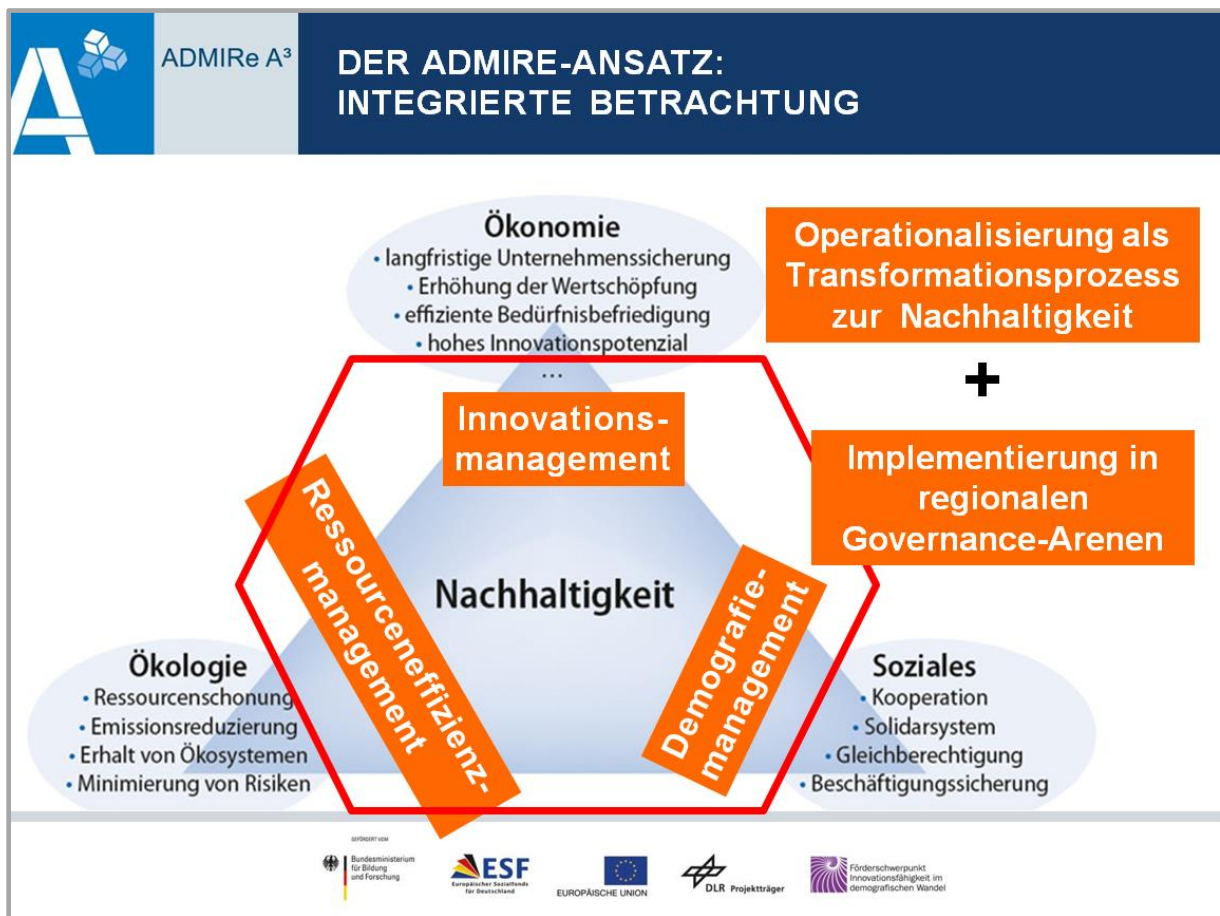 ADMIRe A³
DER ADMIRE-ANSATZ:
INTEGRIERTE BETRACHTUNG
Ökonomie
• langfristige Unternehmenssicherung
• Erhöhung der Wertschöpfung
• effiziente Bedürfnisbefriedigung
• hohes Innovationspotenzial
...
Operationalisierung als
Transformationsprozess
zur Nachhaltigkeit
+
Implementierung in
regionalen
Governance-Arenen
Innovations-
management
Ressourceneffizienz-
management
Nachhaltigkeit
Demografie-
management
Ökologie
• Ressourcenschonung
• Emissionsreduzierung
• Erhalt von Ökosystemen
• Minimierung von Risiken
Soziales
• Kooperation
• Solidarsystem
• Gleichberechtigung
• Beschäftigungssicherung
GEFÖRDERT VOM
Bundesministerium
für Bildung
und Forschung
ESF
Europäischer Sozialfonds
für Deutschland
EUROPÄISCHE UNION
DLR Projektträger
Förderschwerpunkt
Innovationsfähigkeit im
demografischen Wandel